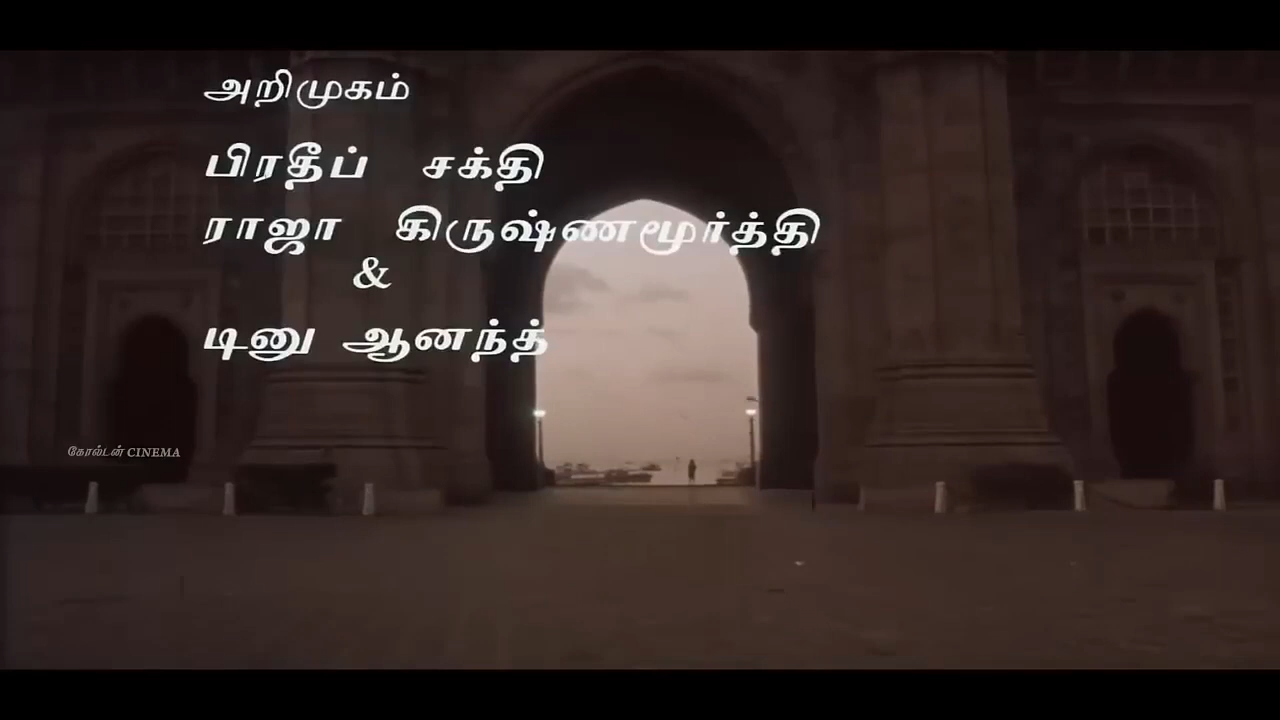 அறிமுகம்
பிரதீப் சக்தி
ராஜா கிருஷ்ணமூர்த்தி
&
டினு ஆனந்த்
கோல்டன் CINEMA